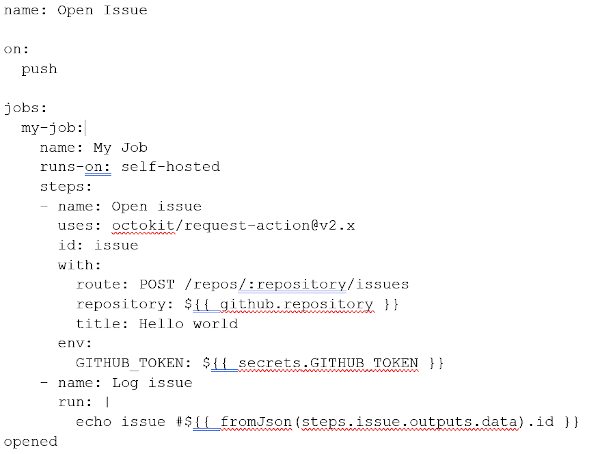 name: Open Issue
on:
push
jobs:
my-job:
name: My Job
runs-on: self-hosted
steps:
- name: Open issue
uses: octokit/request-action@v2.x
id: issue
with:
route: POST /repos/:repository/issues
repository: ${{ github.repository }}
title: Hello world
env:
GITHUB_TOKEN: ${{ secrets.GITHUB_TOKEN }}
- name: Log issue
run: |
echo issue #${{ fromJson(steps.issue.outputs.data).id }}
opened